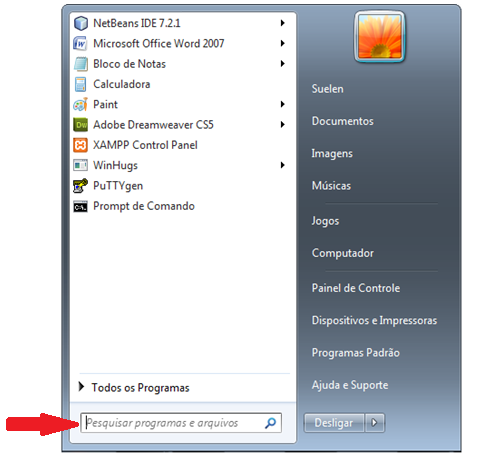 NetBeans IDE 7.2.1
Microsoft Office Word 2007
Bloco de Notas
Calculadora
Paint
Adobe Dreamweaver CS5
XAMPP Control Panel
WinHugs
PuTTYgen
Prompt de Comando
Todos os Programas
Pesquisar programas e arquivos
Suelen
Documentos
Imagens
Músicas
Jogos
Computador
Painel de Controle
Dispositivos e Impressoras
Programas Padrão
Ajuda e Suporte
Desligar